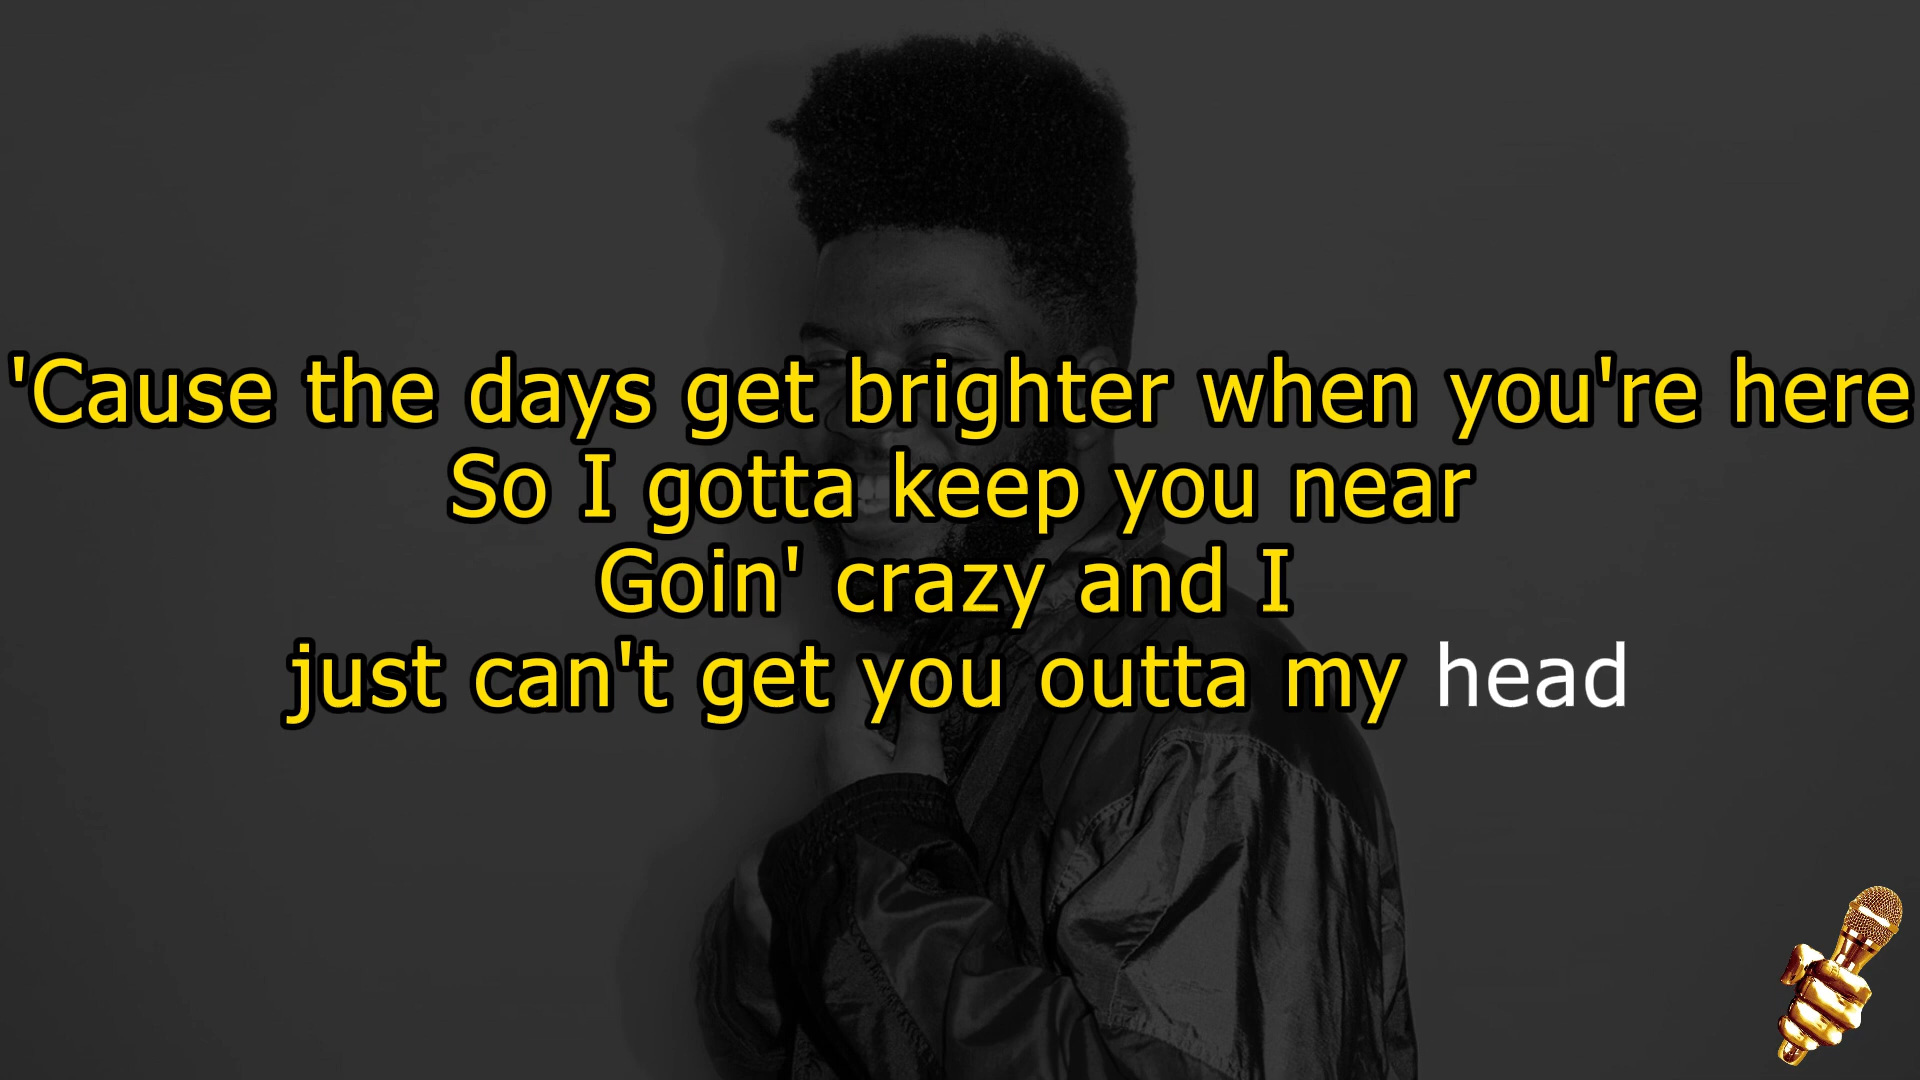 'Cause the days get brighter when you're here
So I gotta keep you near
Goin' crazy and I
just can't get you outta my head